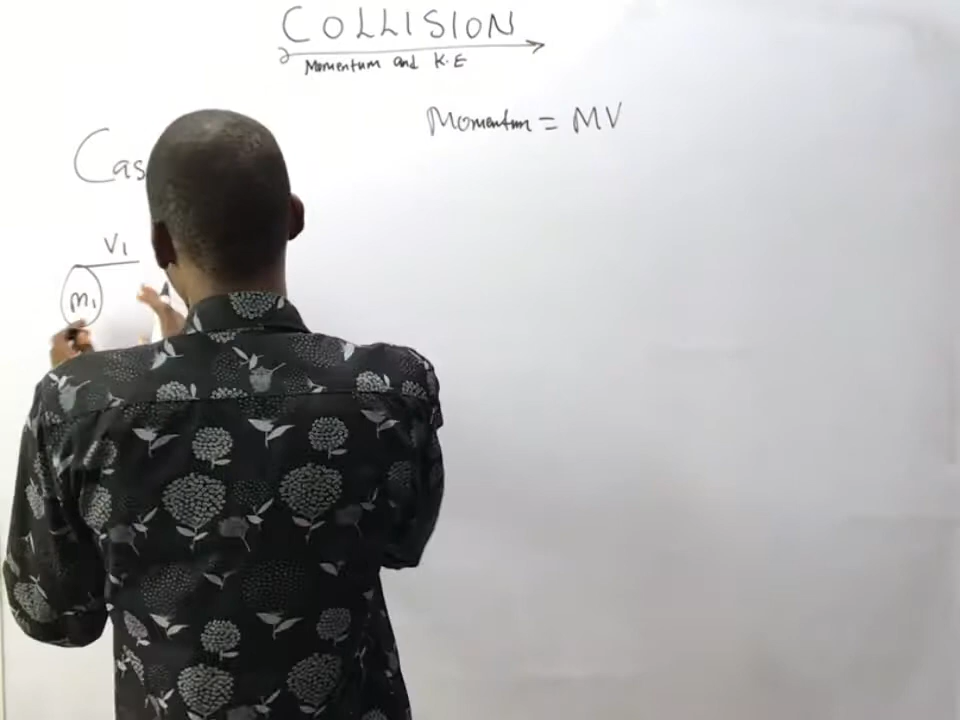 COLLISION
Momentum and K.E
Momentum = MV
Cas
V1
m1